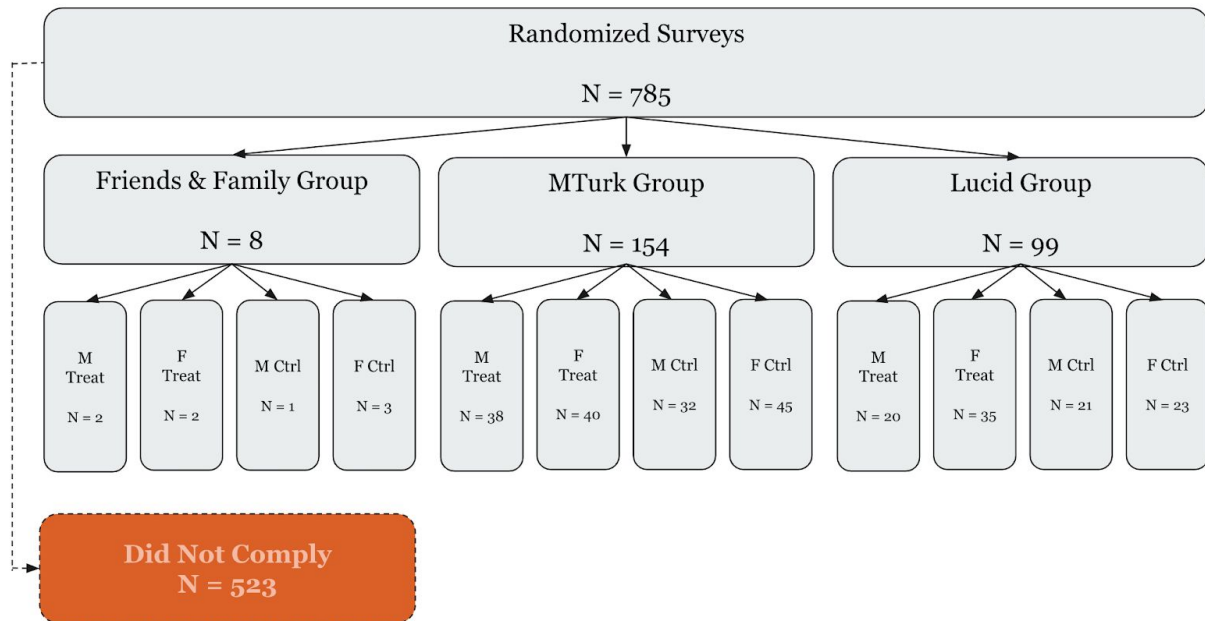 Randomized Surveys
N = 785
Friends & Family Group
N = 8
MTurk Group
N = 154
Lucid Group
N = 99
M
Treat
N = 2
F
Treat
N = 2
M Ctrl
N = 1
F Ctrl
N = 3
M
Treat
N = 38
F
Treat
N = 40
M Ctrl
N = 32
F Ctrl
N = 45
M
Treat
N = 20
F
Treat
N = 35
M Ctrl
N = 21
F Ctrl
N = 23
Did Not Comply
N = 523